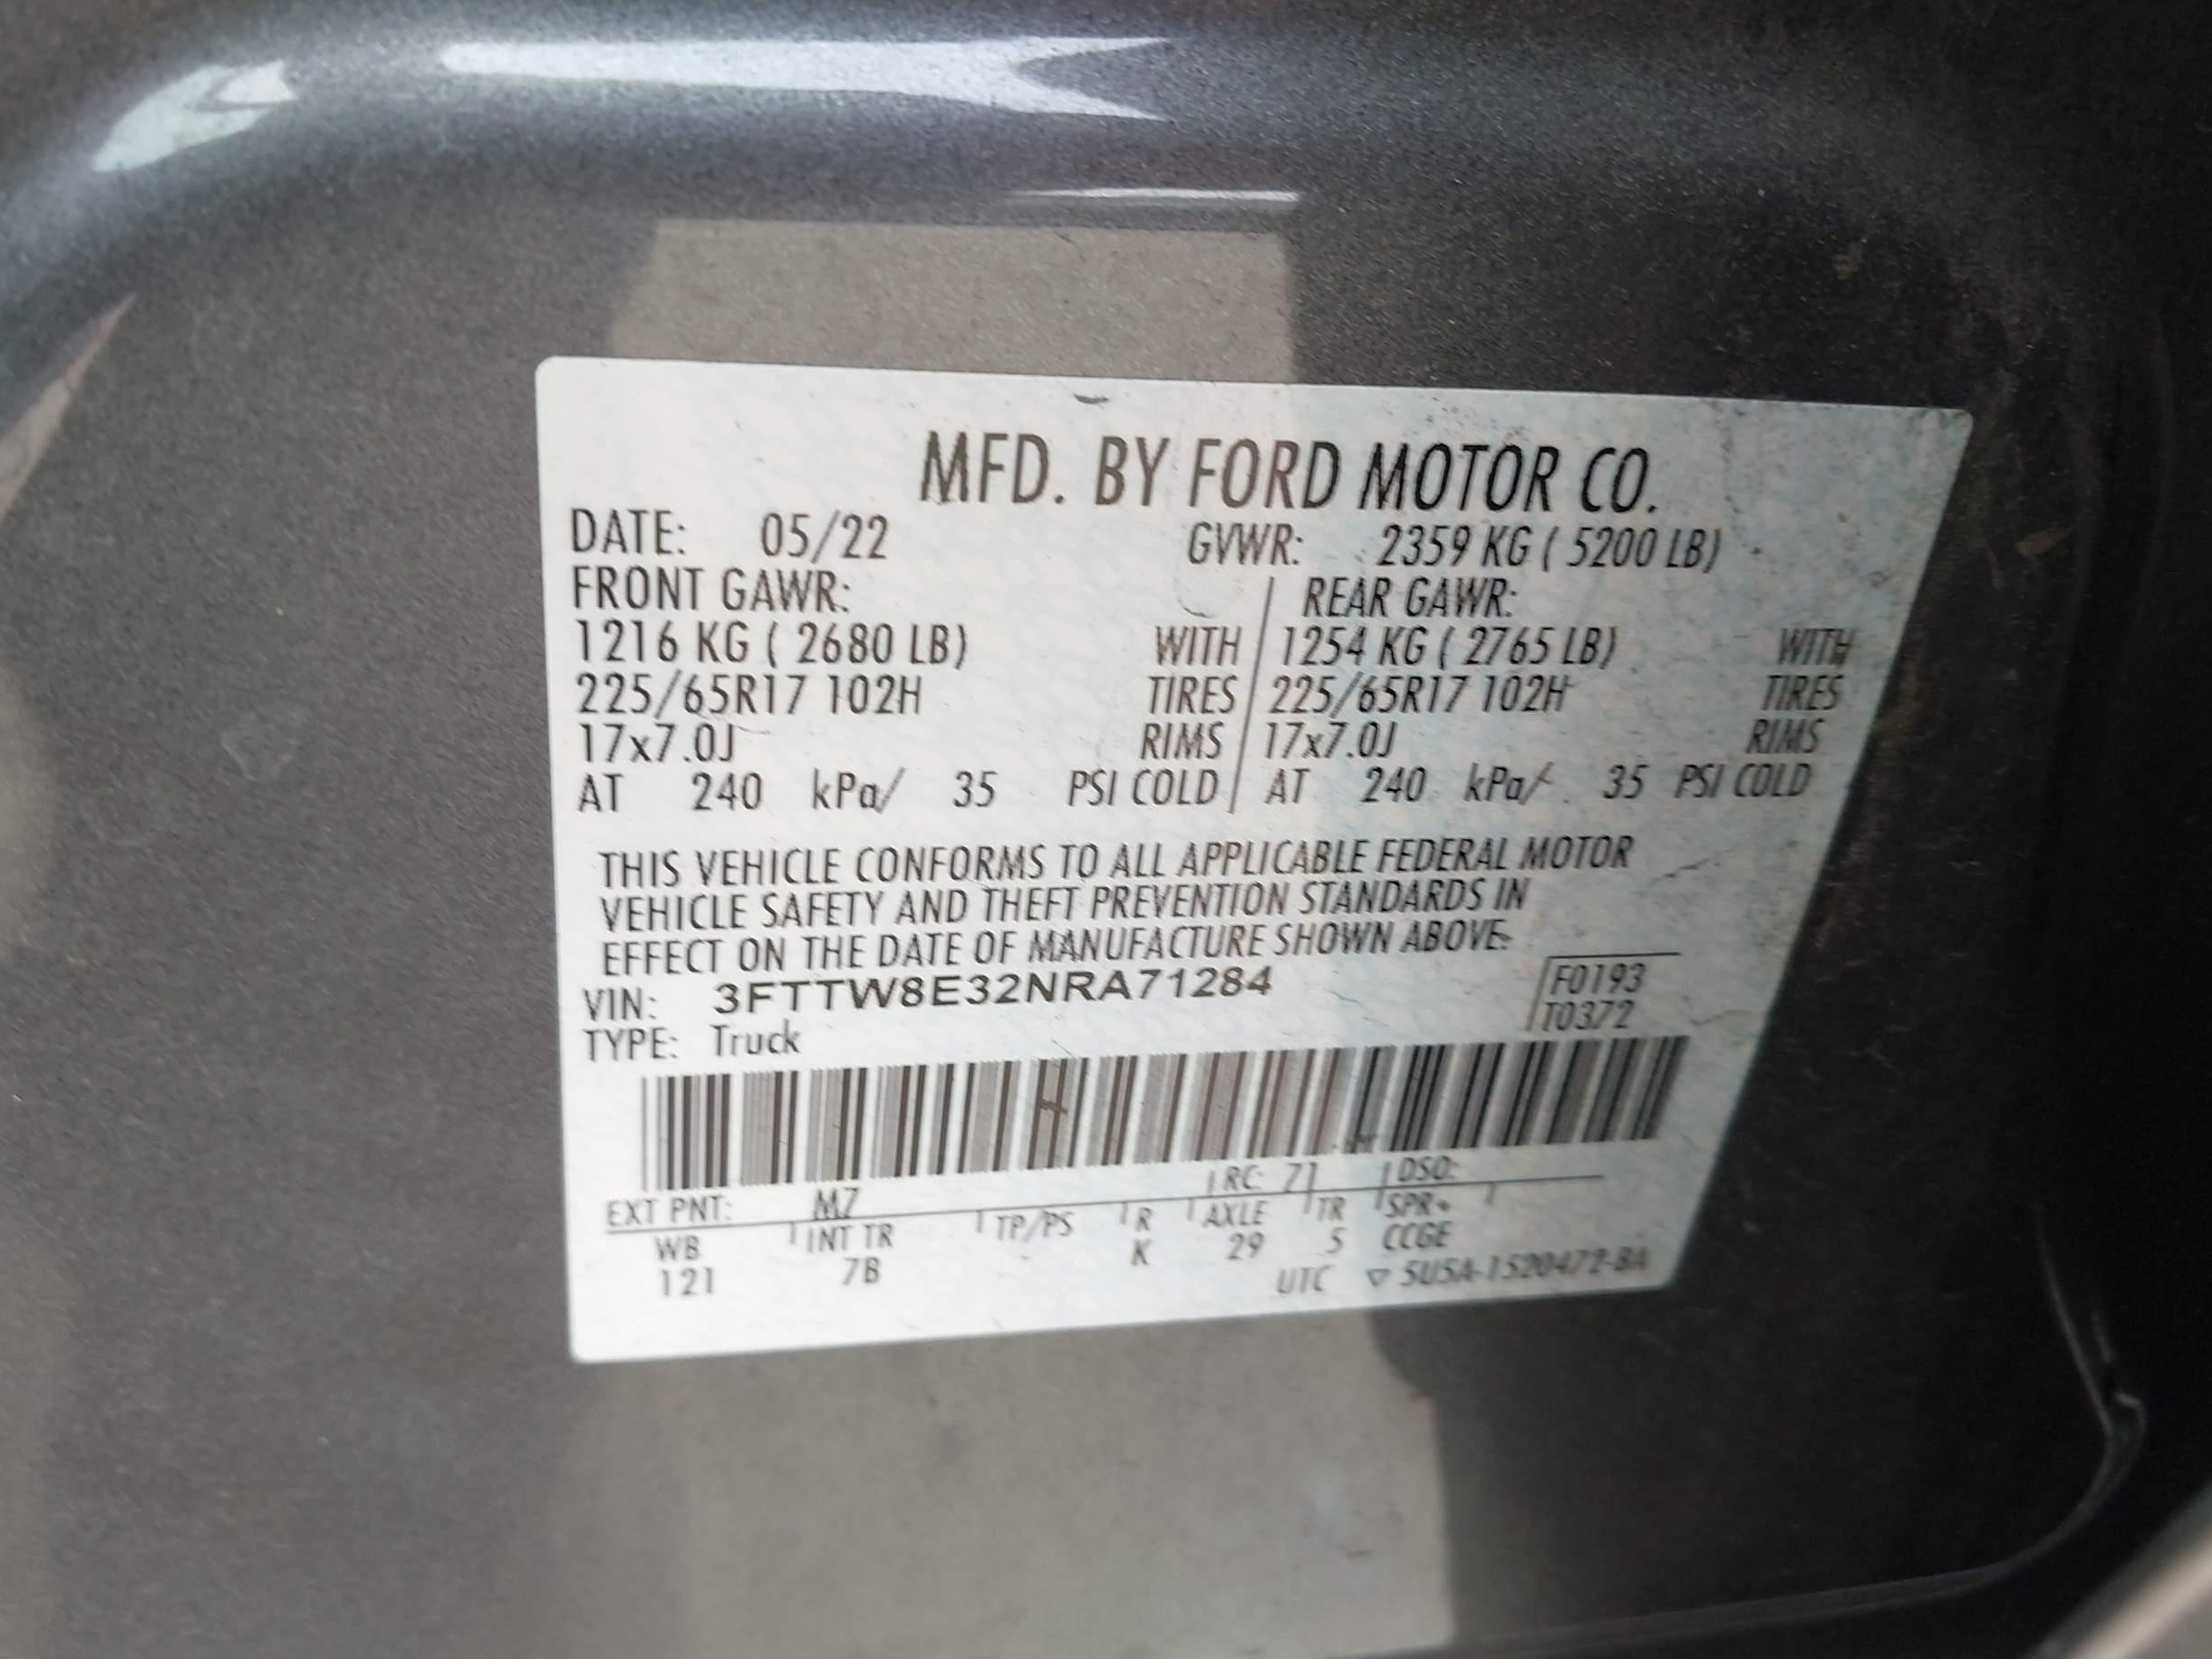 MFD. BY FORD MOTOR CO.
DATE: 05/22 GVWR: 2359 KG ( 5200 LB)
FRONT GAWR: REAR GAWR:
1216 KG ( 2680 LB) WITH 1254 KG ( 2765 LB) WITH
225/65R17 102H TIRES 225/65R17 102H TIRES
17x7.0J RIMS 17x7.0J RIMS
AT 240 kPa/ 35 PSI COLD AT 240 kPa/ 35 PSI COLD
THIS VEHICLE CONFORMS TO ALL APPLICABLE FEDERAL MOTOR
VEHICLE SAFETY AND THEFT PREVENTION STANDARDS IN
EFFECT ON THE DATE OF MANUFACTURE SHOWN ABOVE.
VIN: 3FTTW8E32NRA71284 F0193
TYPE: Truck T0372
EXT PNT: M7 RC: 71 DSO:
WB INT TR TP/PS R AXLE TR SPR
121 7B - K 29 5 CCGE
UTC ▽ 5U5A-1520472-BA